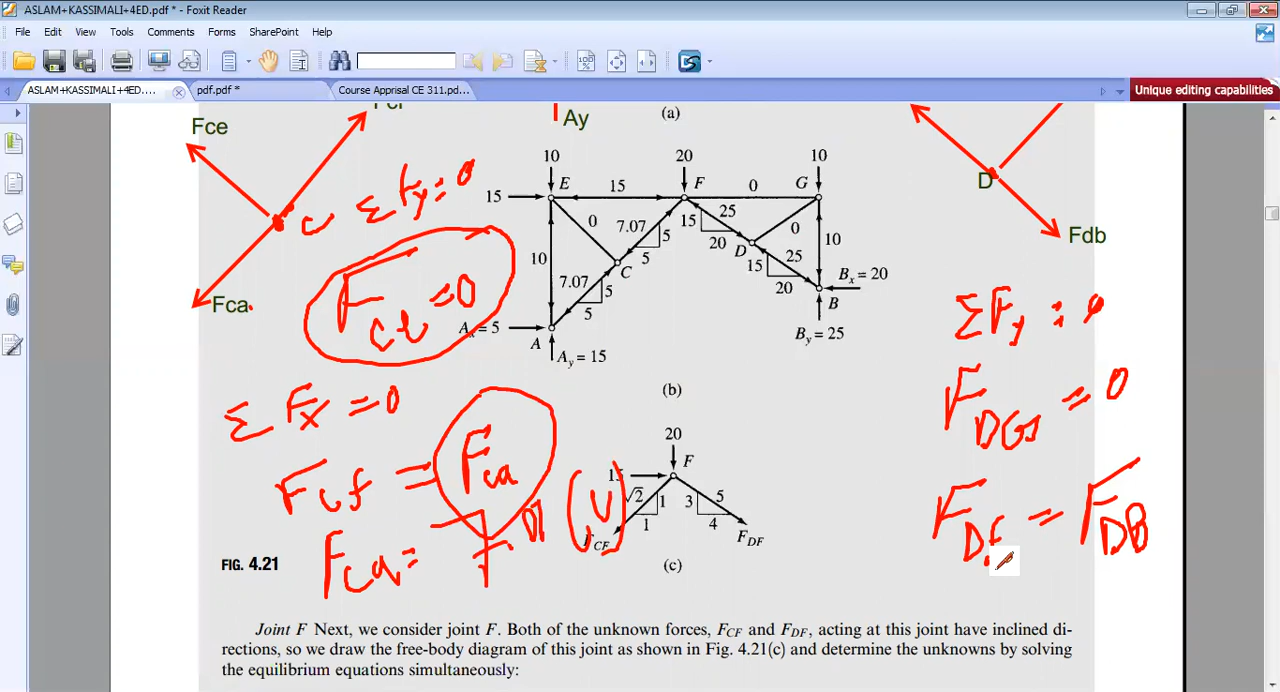 ASLAM+KASSIMALI+4ED.pdf * - Foxit Reader
File Edit View Tools Comments Forms SharePoint Help
ASLAM+KASSIMALI+4ED.... pdf.pdf * Course Apprisal CE 311.pd... Unique editing capabilities
Fce
Ay
(a)
D
Fdb
Fca
C ΣFy = 0
FCE = 0
10 20 10
15 E 15 F 0 G
0 7.07 5 5 15 25 20 D 0
10 C 10
7.07 5 5 15 25 20 Bx = 20
Ax = 5 B
A Ay = 15 By = 25
(b)
ΣFy = 0
FDG = 0
ΣFx = 0
FCF = Fca
FDF = FDB
20
15 F
√2 1 1 3 5 4
FCF FDF
(c)
FIG. 4.21
Fca =
Joint F Next, we consider joint F. Both of the unknown forces, FCF and FDF, acting at this joint have inclined di-
rections, so we draw the free-body diagram of this joint as shown in Fig. 4.21(c) and determine the unknowns by solving
the equilibrium equations simultaneously: